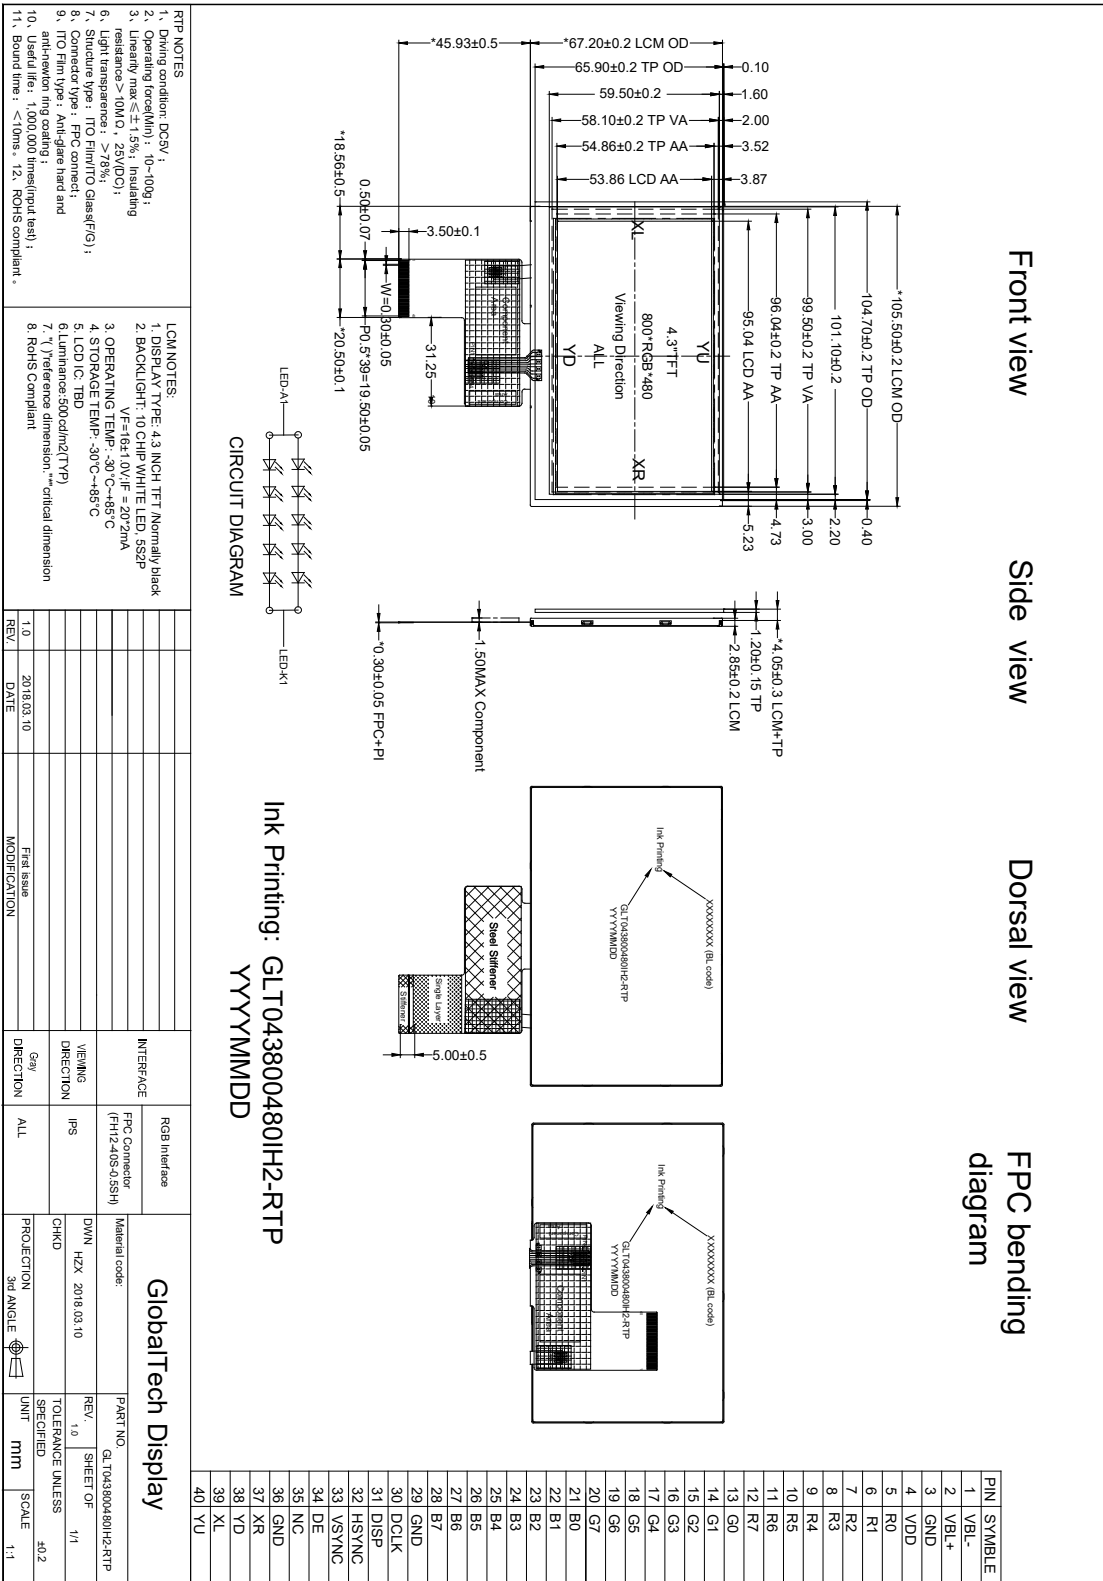 Front view
Side view
Dorsal view
FPC bending
diagram
*45.93±0.5
*67.20±0.2 LCM OD
65.90±0.2 TP OD
0.10
59.50±0.2
1.60
58.10±0.2 TP VA
2.00
54.86±0.2 TP AA
3.52
53.86 LCD AA
3.87
*105.50±0.2 LCM OD
104.70±0.2 TP OD
0.40
101.10±0.2
2.20
99.50±0.2 TP VA
3.00
96.04±0.2 TP AA
4.73
95.04 LCD AA
5.23
XL
YU
4.3"TFT
800*RGB*480
Viewing Direction
ALL
YD
XR
*18.56±0.5
0.50±0.07
3.50±0.1
W=0.30±0.05
P0.5*39=19.50±0.05
*20.50±0.1
31.25
Component
Area
*4.05±0.3 LCM+TP
1.20±0.15 TP
2.85±0.2 LCM
1.50MAX Component
*0.30±0.05 FPC+PI
XXXXXXXX (BL code)
Ink Printing
GLT043800480IH2-RTP
YYYYMMDD
Steel Stiffener
Single Layer
Stiffener
5.00±0.5
XXXXXXXX (BL code)
Ink Printing
GLT043800480IH2-RTP
YYYYMMDD
Component
LED-A1
LED-K1
CIRCUIT DIAGRAM
Ink Printing: GLT043800480IH2-RTP
YYYYMMDD
PIN SYMBLE
1 VBL-
2 VBL+
3 GND
4 VDD
5 R0
6 R1
7 R2
8 R3
9 R4
10 R5
11 R6
12 R7
13 G0
14 G1
15 G2
16 G3
17 G4
18 G5
19 G6
20 G7
21 B0
22 B1
23 B2
24 B3
25 B4
26 B5
27 B6
28 B7
29 GND
30 DCLK
31 DISP
32 HSYNC
33 VSYNC
34 DE
35 NC
36 GND
37 XR
38 YD
39 XL
40 YU
RTP NOTES
1、Driving condition: DC5V；
2、Operating force(Min)：10~100g；
3、Linearity max≤±1.5%；Insulating
resistance＞10MΩ，25V(DC)；
6、Light transparence：＞78%；
7、Structure type：ITO Film/ITO Glass(F/G)；
8、Connector type：FPC connect；
9、ITO Film type：Anti-glare hard and
anti-newton ring coating；
10、Useful life：1,000,000 times(input test)；
11、Bound time：＜10ms。12、ROHS compliant。
LCM NOTES:
1. DISPLAY TYPE: 4.3 INCH TFT /Normally black
2. BACKLIGHT: 10 CHIP WHITE LED, 5S2P
VF=16±1.0V,IF = 20*2mA
3. OPERATING TEMP: -30°C~+85°C
4. STORAGE TEMP: -30°C~+85°C
5. LCD IC: TBD
6.Luminance:500cd/m2(TYP)
7. "( )"reference dimension."*"critical dimension
8. RoHS Compliant
1.0 2018.03.10 First issue
REV. DATE MODIFICATION
INTERFACE
RGB Interface
FPC Connector
(FH12-40S-0.5SH)
VIEWING
DIRECTION
IPS
Gray
DIRECTION
ALL
GlobalTech Display
Material code:
PART NO.
GLT043800480IH2-RTP
DWN HZX 2018.03.10
REV. 1.0
SHEET OF 1/1
CHKD
TOLERANCE UNLESS
SPECIFIED ±0.2
PROJECTION
3rd ANGLE
UNIT mm
SCALE 1:1